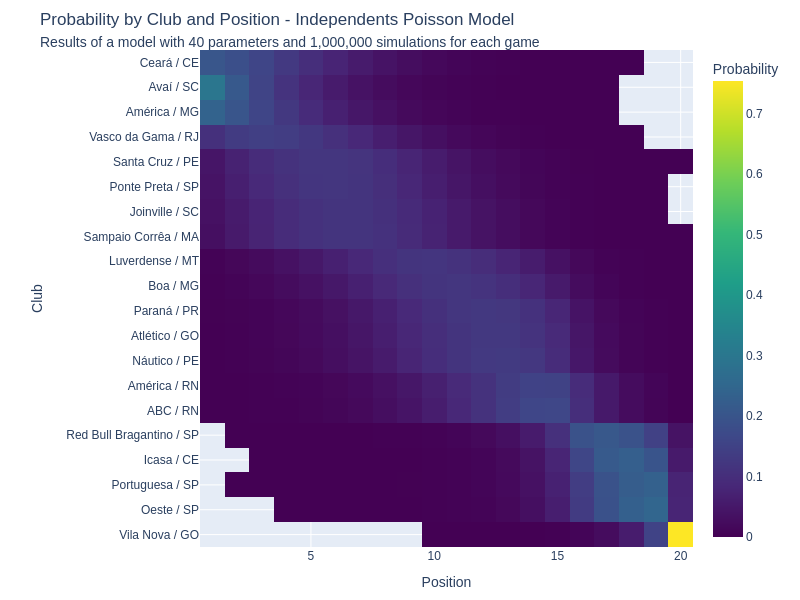 Probability by Club and Position - Independents Poisson Model
Results of a model with 40 parameters and 1,000,000 simulations for each game
Probability
Ceará / CE
Avaí / SC
América / MG
Vasco da Gama / RJ
Santa Cruz / PE
Ponte Preta / SP
Joinville / SC
Sampaio Corrêa / MA
Luverdense / MT
Boa / MG
Paraná / PR
Atlético / GO
Náutico / PE
América / RN
ABC / RN
Red Bull Bragantino / SP
Icasa / CE
Portuguesa / SP
Oeste / SP
Vila Nova / GO
Club
5
10
15
20
Position
0.7
0.6
0.5
0.4
0.3
0.2
0.1
0